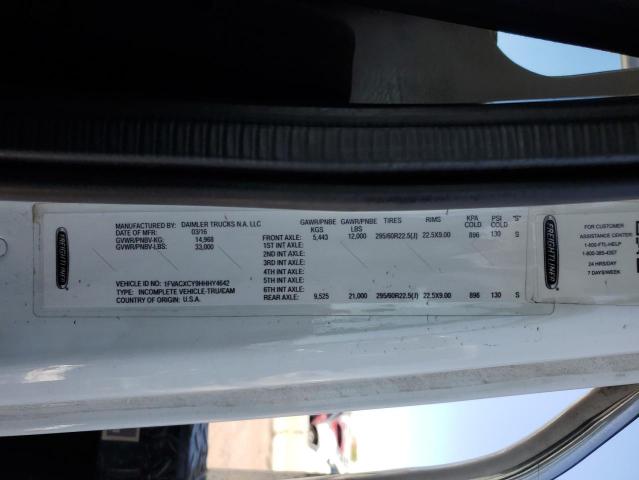 FREIGHTLINER
MANUFACTURED BY: DAIMLER TRUCKS N.A. LLC
DATE OF MFR: 03/16
GVWR/PNBV-KG: 14,968
GVWR/PNBV-LBS: 33,000
VEHICLE ID NO.: 1FVACXCY9HHHY4642
TYPE: INCOMPLETE VEHICLE-TRU/EAM
COUNTRY OF ORIGIN: U.S.A.
GAWR/PNBE KGS GAWR/PNBE LBS TIRES RIMS KPA COLD PSI COLD "S"
FRONT AXLE: 5,443 12,000 295/60R22.5(J) 22.5X9.00 896 130 S
1ST INT AXLE:
2ND INT AXLE:
3RD INT AXLE:
4TH INT AXLE:
5TH INT AXLE:
6TH INT AXLE:
REAR AXLE: 9,525 21,000 295/60R22.5(J) 22.5X9.00 896 130 S
FREIGHTLINER
FOR CUSTOMER
ASSISTANCE CENTER
1-800-FTL-HELP
1-800-385-4357
24 HRS/DAY
7 DAYS/WEEK